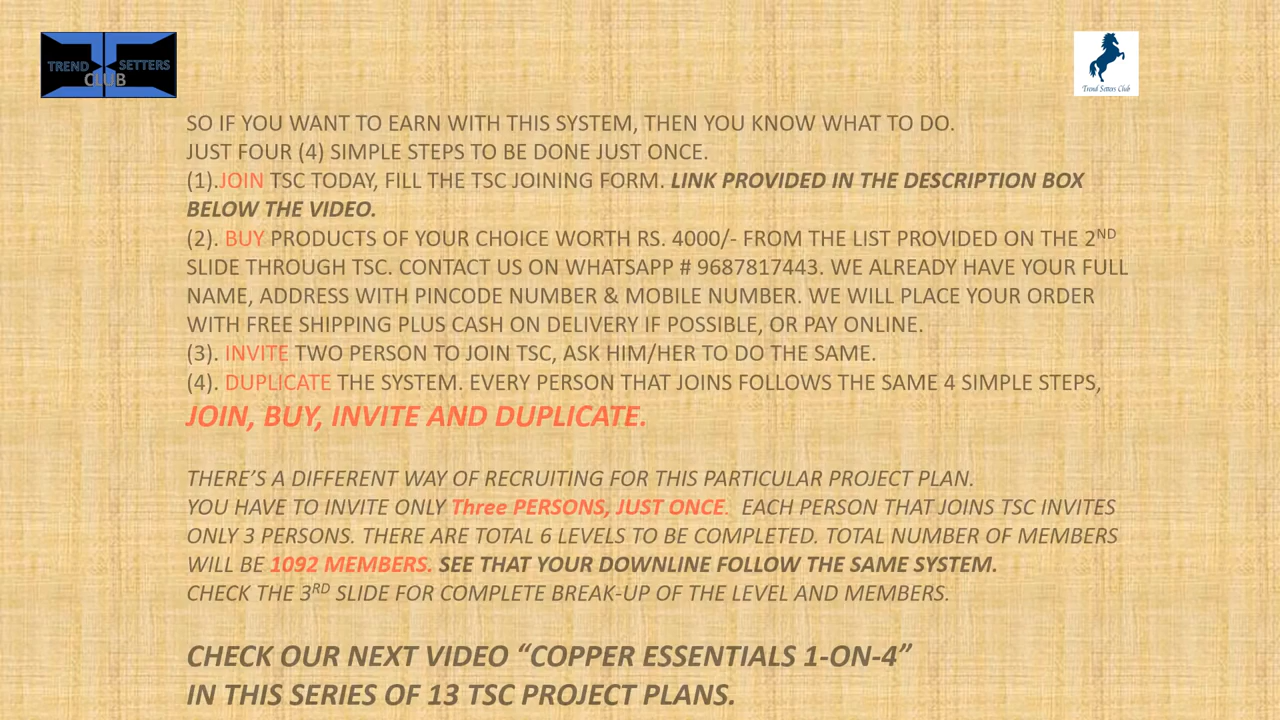 TREND SETTERS
CLUB
Trend Setters Club
SO IF YOU WANT TO EARN WITH THIS SYSTEM, THEN YOU KNOW WHAT TO DO.
JUST FOUR (4) SIMPLE STEPS TO BE DONE JUST ONCE.
(1).JOIN TSC TODAY, FILL THE TSC JOINING FORM. LINK PROVIDED IN THE DESCRIPTION BOX
BELOW THE VIDEO.
(2). BUY PRODUCTS OF YOUR CHOICE WORTH RS. 4000/- FROM THE LIST PROVIDED ON THE 2ND
SLIDE THROUGH TSC. CONTACT US ON WHATSAPP # 9687817443. WE ALREADY HAVE YOUR FULL
NAME, ADDRESS WITH PINCODE NUMBER & MOBILE NUMBER. WE WILL PLACE YOUR ORDER
WITH FREE SHIPPING PLUS CASH ON DELIVERY IF POSSIBLE, OR PAY ONLINE.
(3). INVITE TWO PERSON TO JOIN TSC, ASK HIM/HER TO DO THE SAME.
(4). DUPLICATE THE SYSTEM. EVERY PERSON THAT JOINS FOLLOWS THE SAME 4 SIMPLE STEPS,
JOIN, BUY, INVITE AND DUPLICATE.
THERE'S A DIFFERENT WAY OF RECRUITING FOR THIS PARTICULAR PROJECT PLAN.
YOU HAVE TO INVITE ONLY Three PERSONS, JUST ONCE. EACH PERSON THAT JOINS TSC INVITES
ONLY 3 PERSONS. THERE ARE TOTAL 6 LEVELS TO BE COMPLETED. TOTAL NUMBER OF MEMBERS
WILL BE 1092 MEMBERS. SEE THAT YOUR DOWNLINE FOLLOW THE SAME SYSTEM.
CHECK THE 3RD SLIDE FOR COMPLETE BREAK-UP OF THE LEVEL AND MEMBERS.
CHECK OUR NEXT VIDEO “COPPER ESSENTIALS 1-ON-4”
IN THIS SERIES OF 13 TSC PROJECT PLANS.